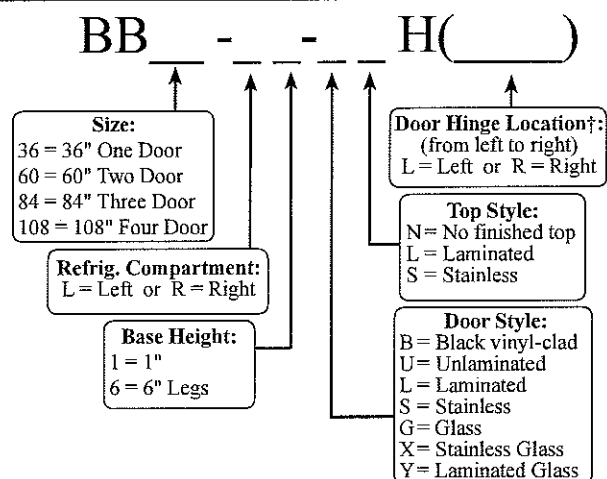 BB___ - _ _ - _ _ H(____)
Size:
36 = 36" One Door
60 = 60" Two Door
84 = 84" Three Door
108 = 108" Four Door
Refrig. Compartment:
L = Left or R = Right
Base Height:
1 = 1"
6 = 6" Legs
Door Hinge Location†:
(from left to right)
L = Left or R = Right
Top Style:
N = No finished top
L = Laminated
S = Stainless
Door Style:
B = Black vinyl-clad
U = Unlaminated
L = Laminated
S = Stainless
G = Glass
X = Stainless Glass
Y = Laminated Glass